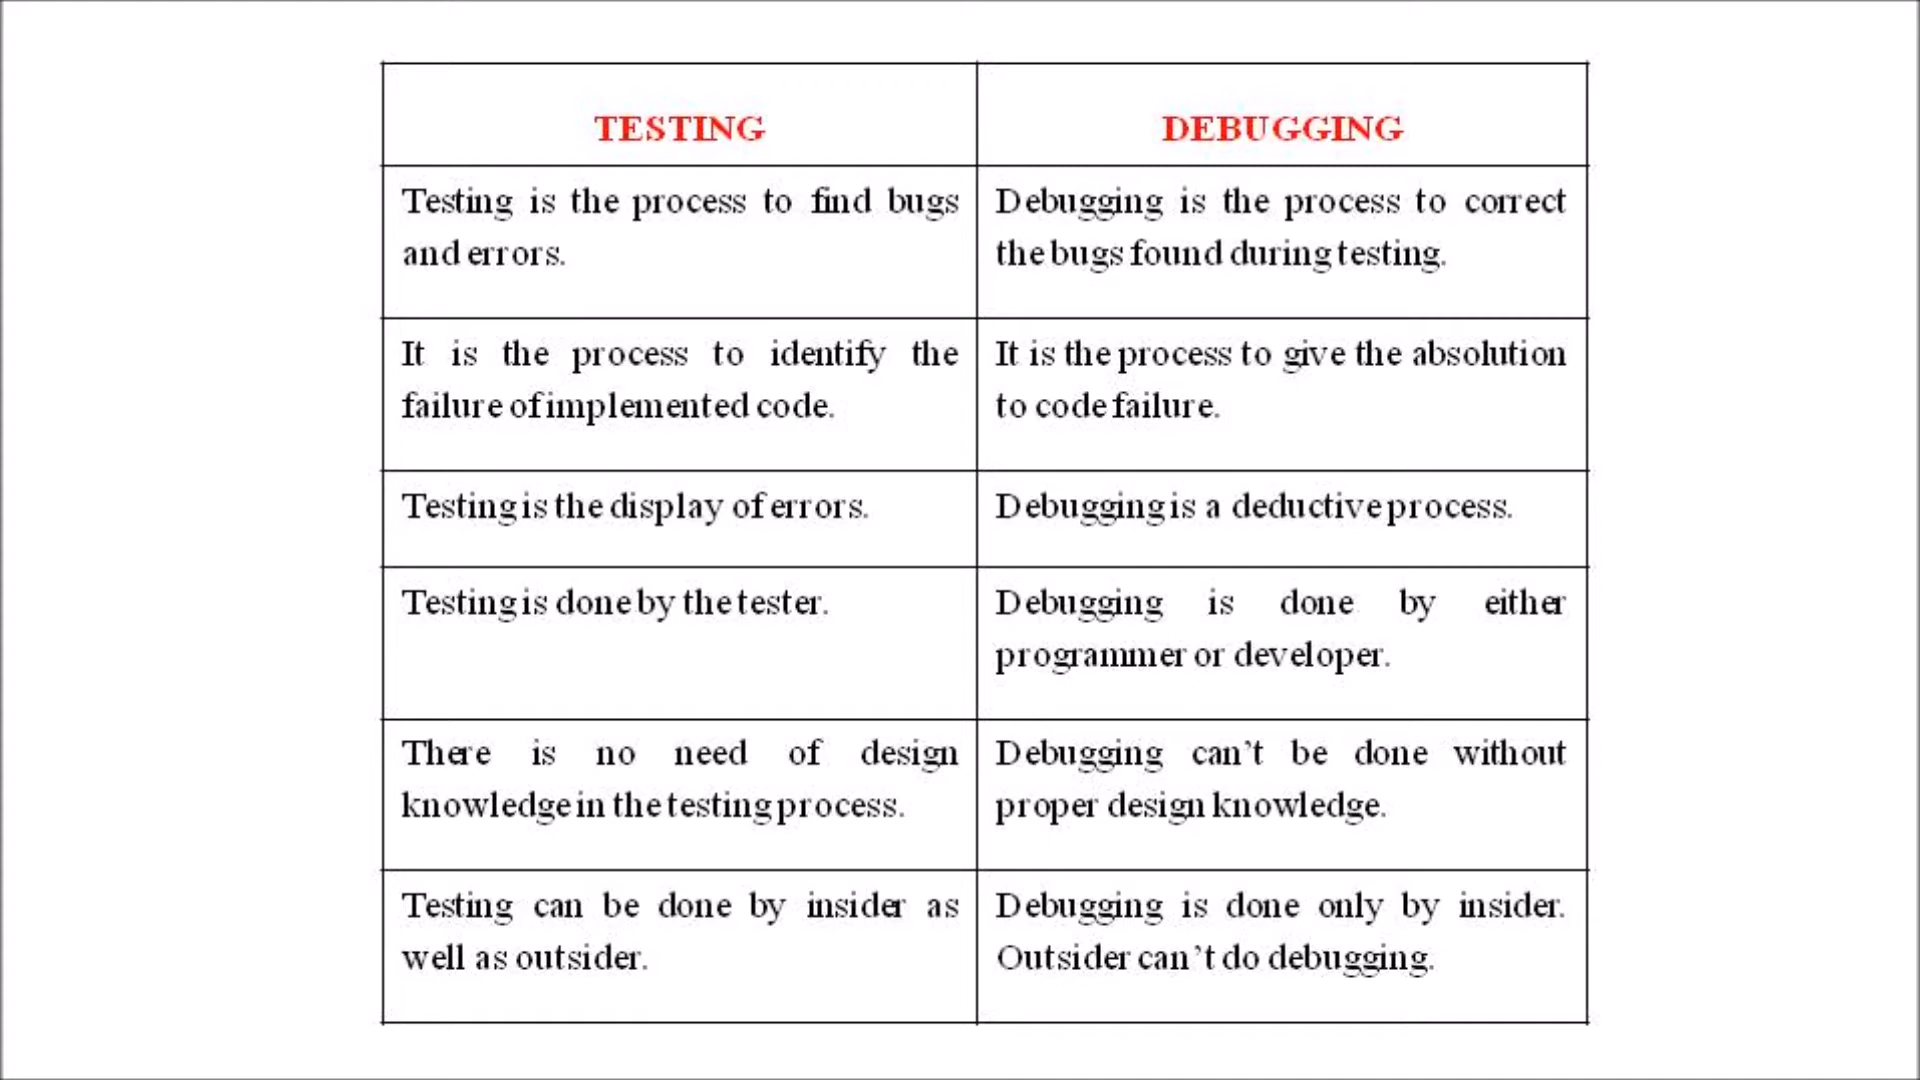 TESTING
DEBUGGING
Testing is the process to find bugs
and errors.
Debugging is the process to correct
the bugs found during testing.
It is the process to identify the
failure of implemented code.
It is the process to give the absolution
to code failure.
Testing is the display of errors.
Debugging is a deductive process.
Testing is done by the tester.
Debugging is done by either
programmer or developer.
There is no need of design
knowledge in the testing process.
Debugging can’t be done without
proper design knowledge.
Testing can be done by insider as
well as outsider.
Debugging is done only by insider.
Outsider can’t do debugging.